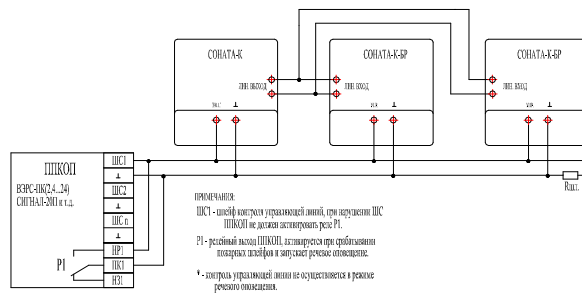 СОНАТА-К
СОНАТА-К-БР
СОНАТА-К-БР
ЛИН. ВЫХОД
ЛИН. ВХОД
ЛИН. ВХОД
⊥
⊥
⊥
ППКОП
ВЭРС-ПК(2,4...24)
СИГНАЛ-20П и т.д.
ШС1
⊥
ШС2
⊥
ШС n
⊥
НР1
ПК1
НЗ1
Р1
Rшт.
ПРИМЕЧАНИЯ:
ШС1 - шлейф контроля управляющей линий, при нарушении ШС
ППКОП не должен активировать реле Р1.
Р1 - релейный выход ППКОП, активируется при срабатывании
пожарных шлейфов и запускает речевое оповещение.
* - контроль управляющей линии не осуществляется в режиме
речевого оповещения.